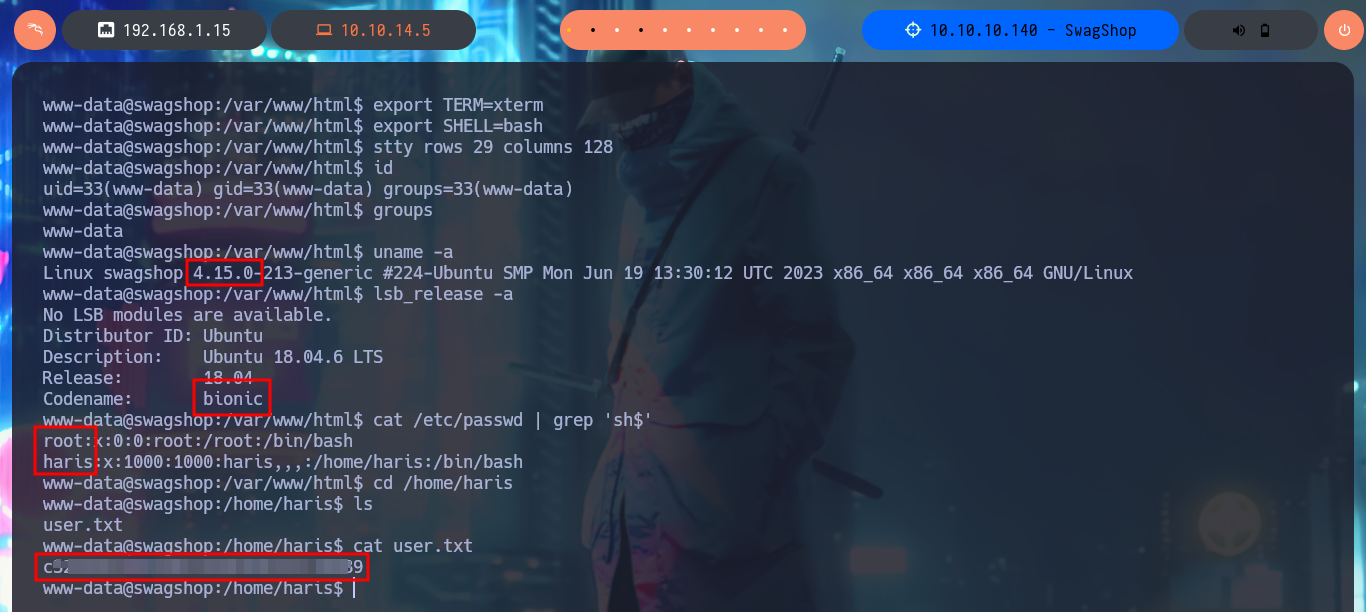 192.168.1.15
10.10.14.5
10.10.10.140 - SwagShop
www-data@swagshop:/var/www/html$ export TERM=xterm
www-data@swagshop:/var/www/html$ export SHELL=bash
www-data@swagshop:/var/www/html$ stty rows 29 columns 128
www-data@swagshop:/var/www/html$ id
uid=33(www-data) gid=33(www-data) groups=33(www-data)
www-data@swagshop:/var/www/html$ groups
www-data
www-data@swagshop:/var/www/html$ uname -a
Linux swagshop 4.15.0-213-generic #224-Ubuntu SMP Mon Jun 19 13:30:12 UTC 2023 x86_64 x86_64 x86_64 GNU/Linux
www-data@swagshop:/var/www/html$ lsb_release -a
No LSB modules are available.
Distributor ID: Ubuntu
Description:    Ubuntu 18.04.6 LTS
Release:        18.04
Codename:       bionic
www-data@swagshop:/var/www/html$ cat /etc/passwd | grep 'sh$'
root:x:0:0:root:/root:/bin/bash
haris:x:1000:1000:haris,,,:/home/haris:/bin/bash
www-data@swagshop:/var/www/html$ cd /home/haris
www-data@swagshop:/home/haris$ ls
user.txt
www-data@swagshop:/home/haris$ cat user.txt
www-data@swagshop:/home/haris$